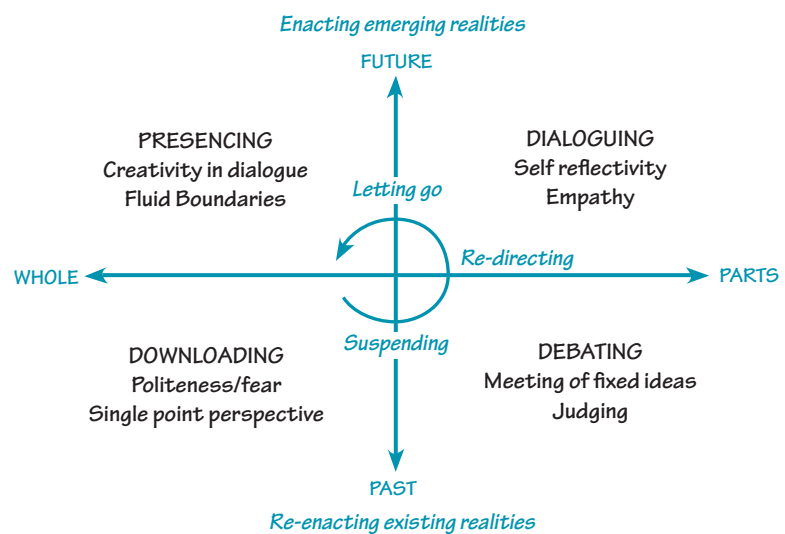 Enacting emerging realities
FUTURE
PRESENCING
Creativity in dialogue
Fluid Boundaries
DIALOGUING
Self reflectivity
Empathy
Letting go
Re-directing
WHOLE
PARTS
Suspending
DOWNLOADING
Politeness/fear
Single point perspective
DEBATING
Meeting of fixed ideas
Judging
PAST
Re-enacting existing realities